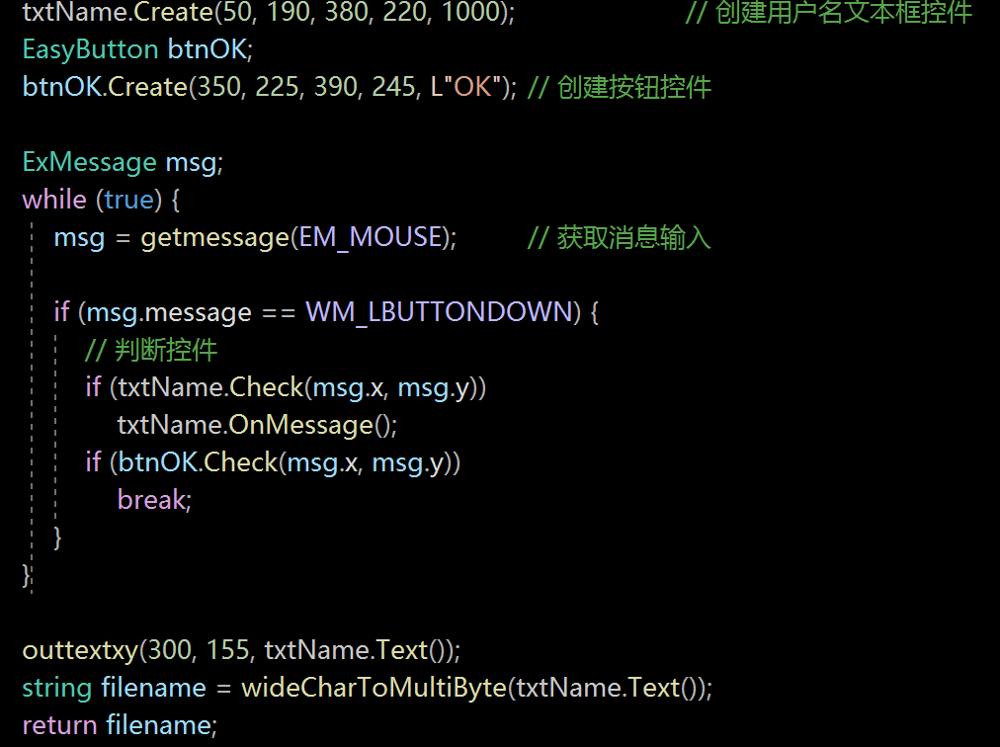 txtName.Create(50, 190, 380, 220, 1000); // 创建用户名文本框控件
EasyButton btnOK;
btnOK.Create(350, 225, 390, 245, L"OK"); // 创建按钮控件
ExMessage msg;
while (true) {
msg = getmessage(EM_MOUSE); // 获取消息输入
if (msg.message == WM_LBUTTONDOWN) {
// 判断控件
if (txtName.Check(msg.x, msg.y))
txtName.OnMessage();
if (btnOK.Check(msg.x, msg.y))
break;
}
}
outtextxy(300, 155, txtName.Text());
string filename = wideCharToMultiByte(txtName.Text());
return filename;